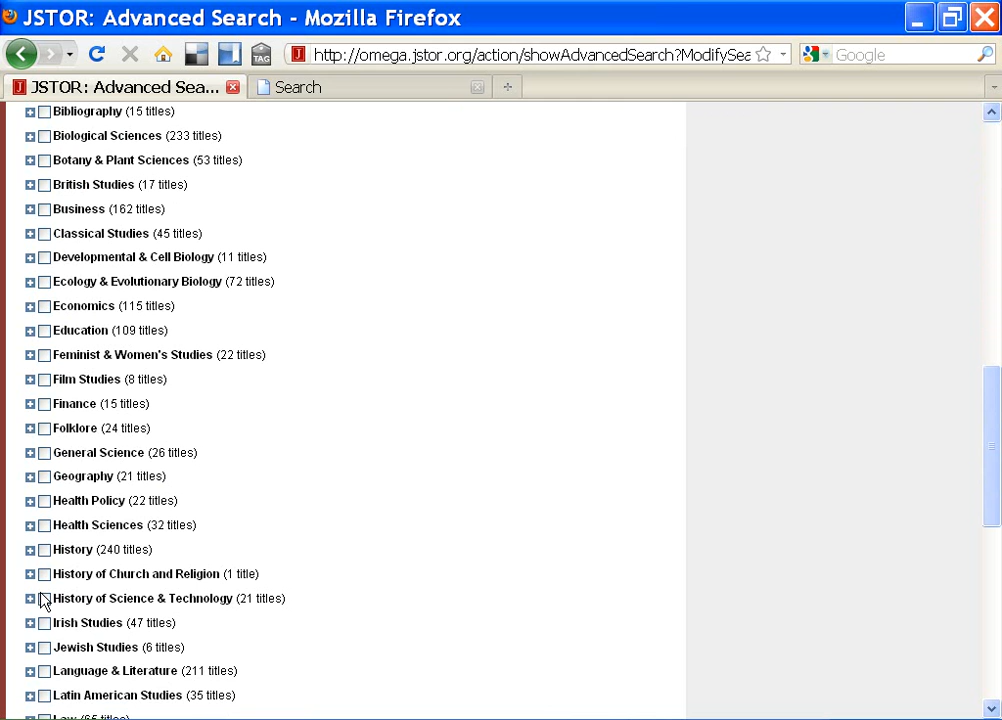 JSTOR: Advanced Search - Mozilla Firefox
http://omega.jstor.org/action/showAdvancedSearch?ModifySea
Google
TAG
JSTOR: Advanced Sea...
Search
Bibliography (15 titles)
Biological Sciences (233 titles)
Botany & Plant Sciences (53 titles)
British Studies (17 titles)
Business (162 titles)
Classical Studies (45 titles)
Developmental & Cell Biology (11 titles)
Ecology & Evolutionary Biology (72 titles)
Economics (115 titles)
Education (109 titles)
Feminist & Women's Studies (22 titles)
Film Studies (8 titles)
Finance (15 titles)
Folklore (24 titles)
General Science (26 titles)
Geography (21 titles)
Health Policy (22 titles)
Health Sciences (32 titles)
History (240 titles)
History of Church and Religion (1 title)
History of Science & Technology (21 titles)
Irish Studies (47 titles)
Jewish Studies (6 titles)
Language & Literature (211 titles)
Latin American Studies (35 titles)
Law (65 titles)